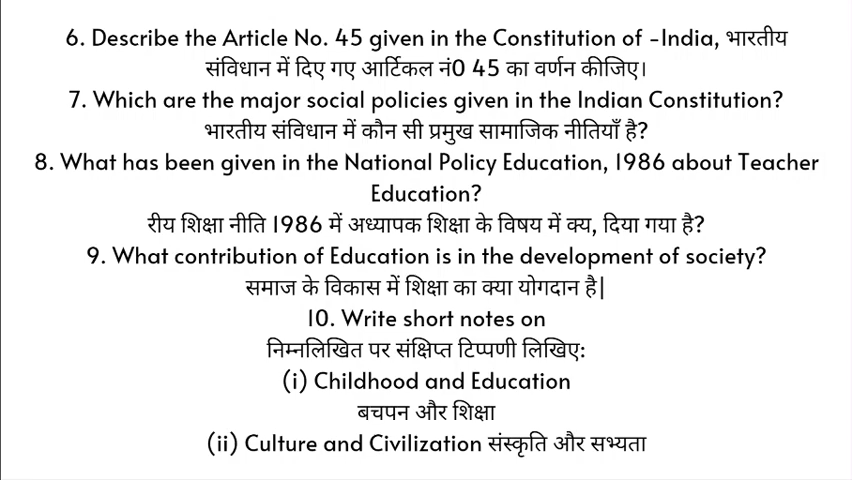 6. Describe the Article No. 45 given in the Constitution of -India, भारतीय
संविधान में दिए गए आर्टिकल नं0 45 का वर्णन कीजिए।
7. Which are the major social policies given in the Indian Constitution?
भारतीय संविधान में कौन सी प्रमुख सामाजिक नीतियाँ है?
8. What has been given in the National Policy Education, 1986 about Teacher
Education?
रीय शिक्षा नीति 1986 में अध्यापक शिक्षा के विषय में क्य, दिया गया है?
9. What contribution of Education is in the development of society?
समाज के विकास में शिक्षा का क्या योगदान है|
10. Write short notes on
निम्नलिखित पर संक्षिप्त टिप्पणी लिखिए:
(i) Childhood and Education
बचपन और शिक्षा
(ii) Culture and Civilization संस्कृति और सभ्यता